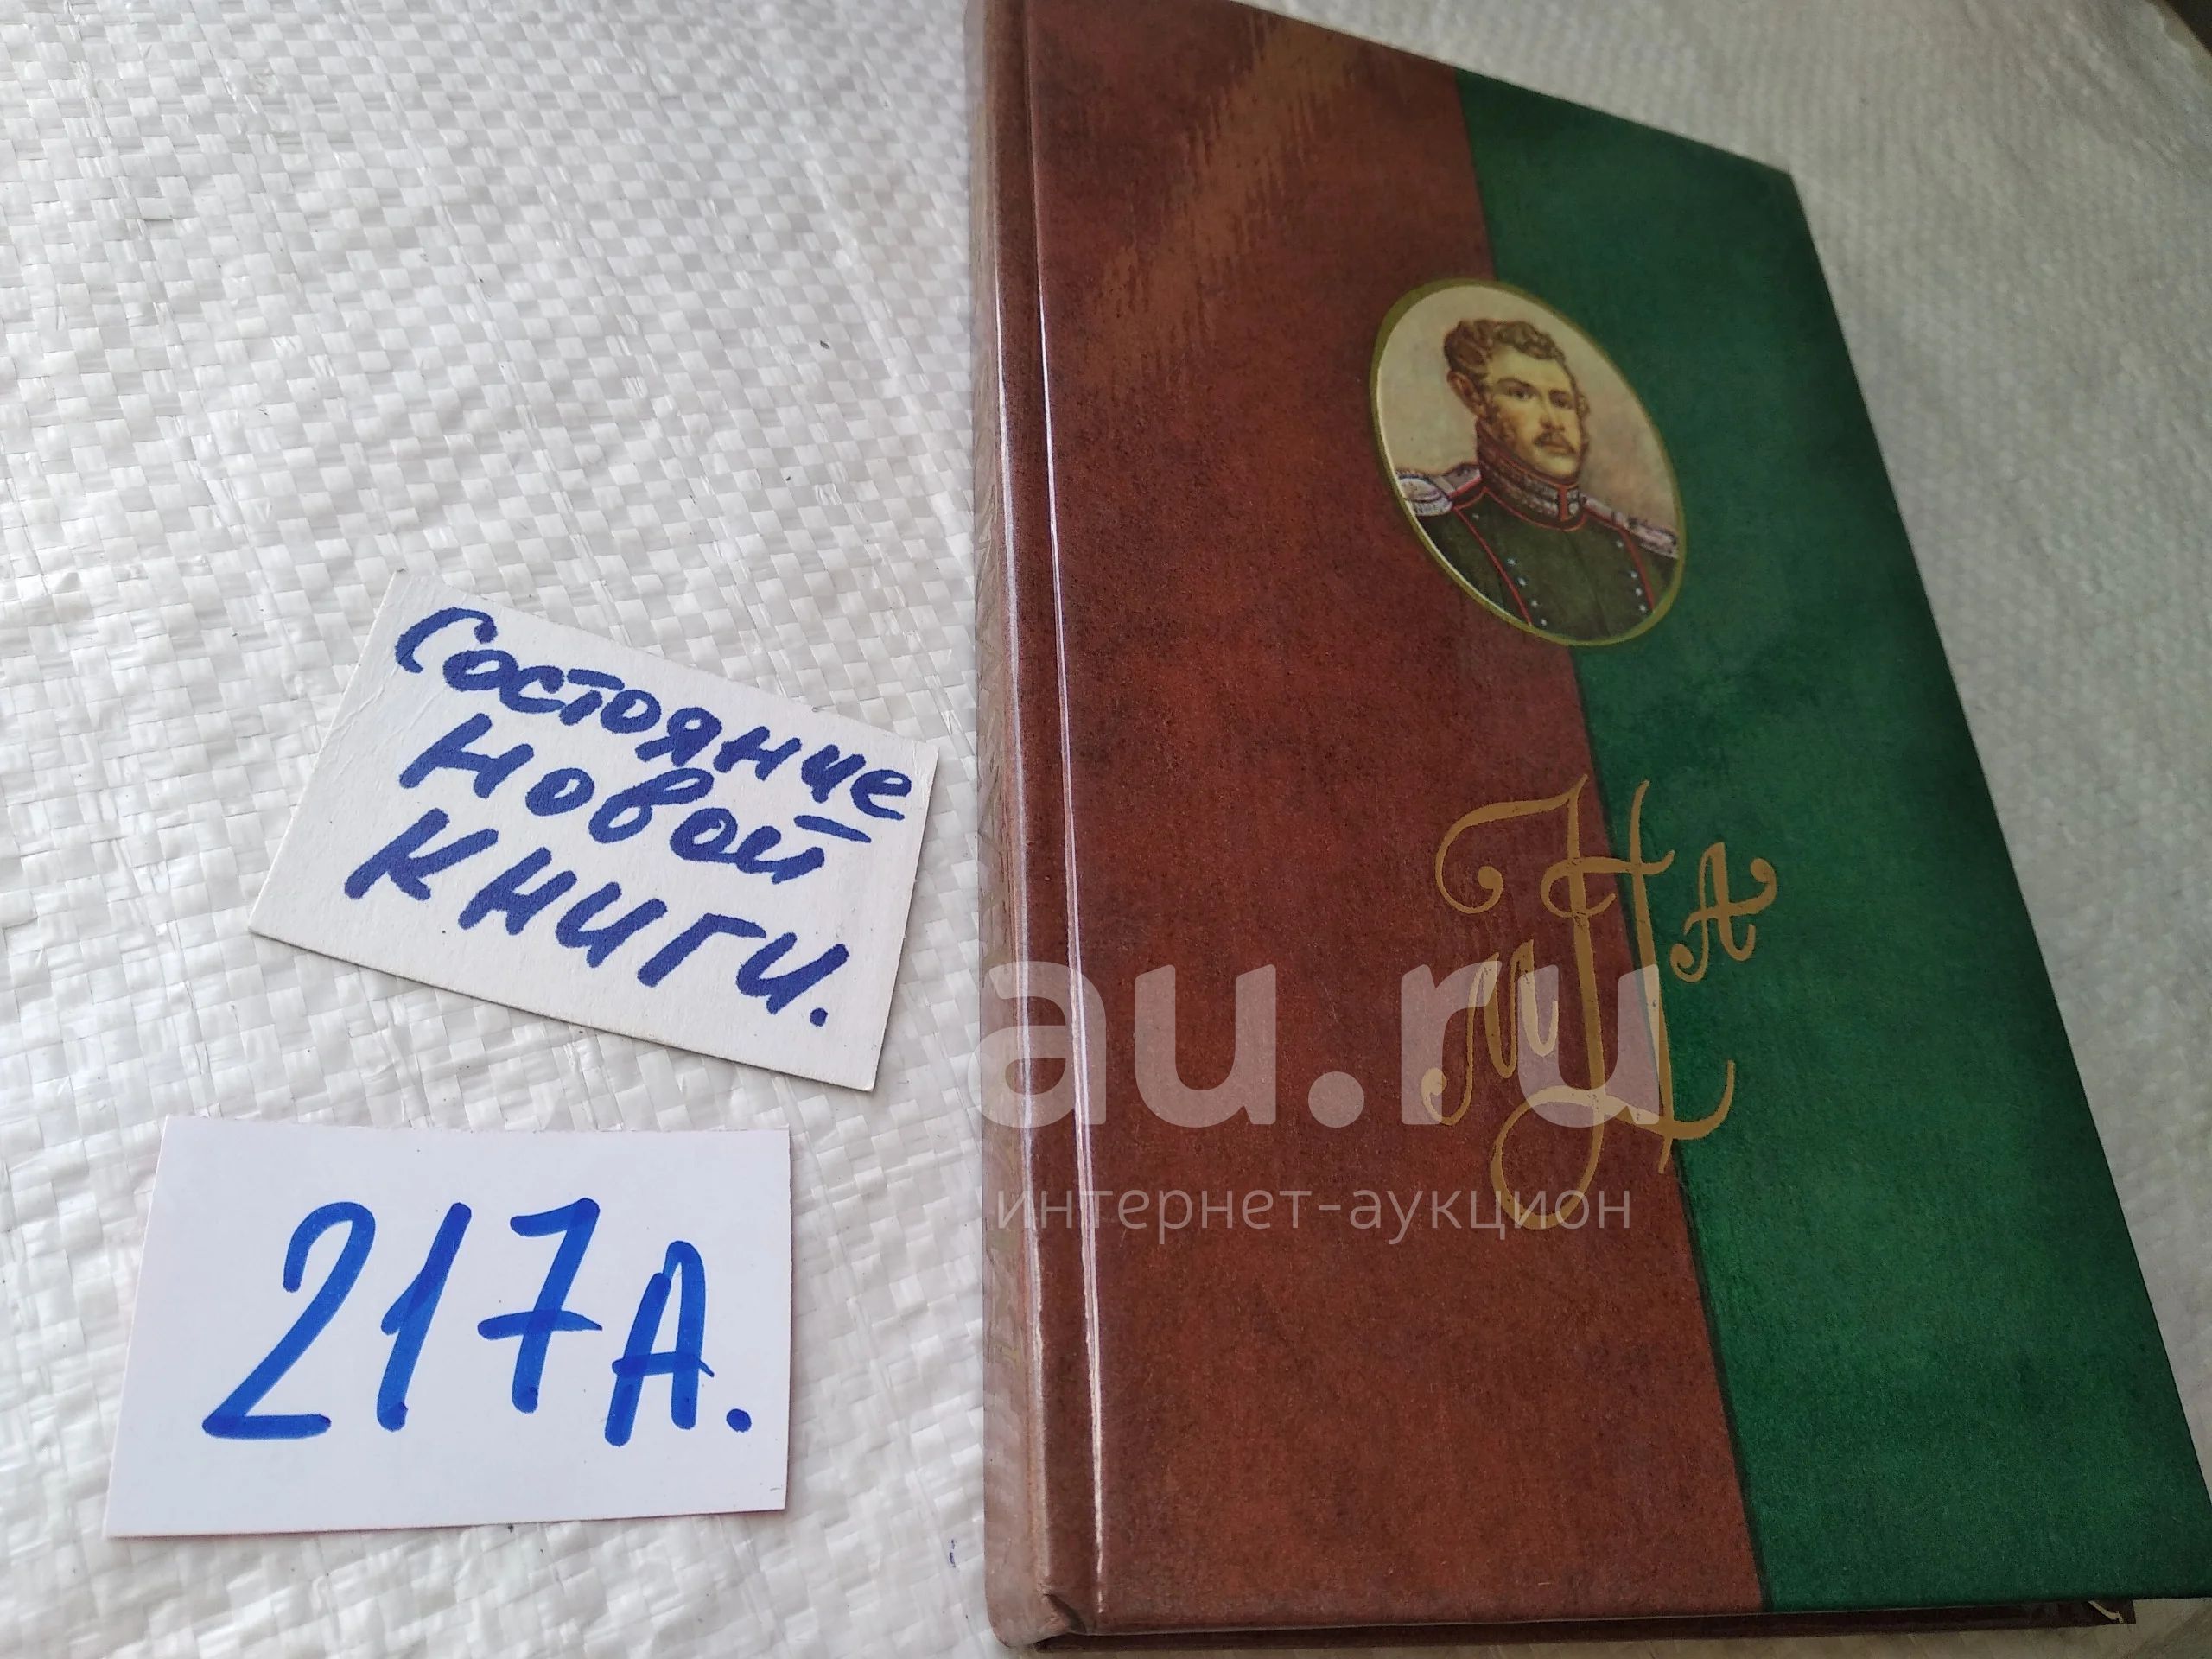 Состояние
новой
книги.
217А.
М Н А
au.ru
интернет-аукцион